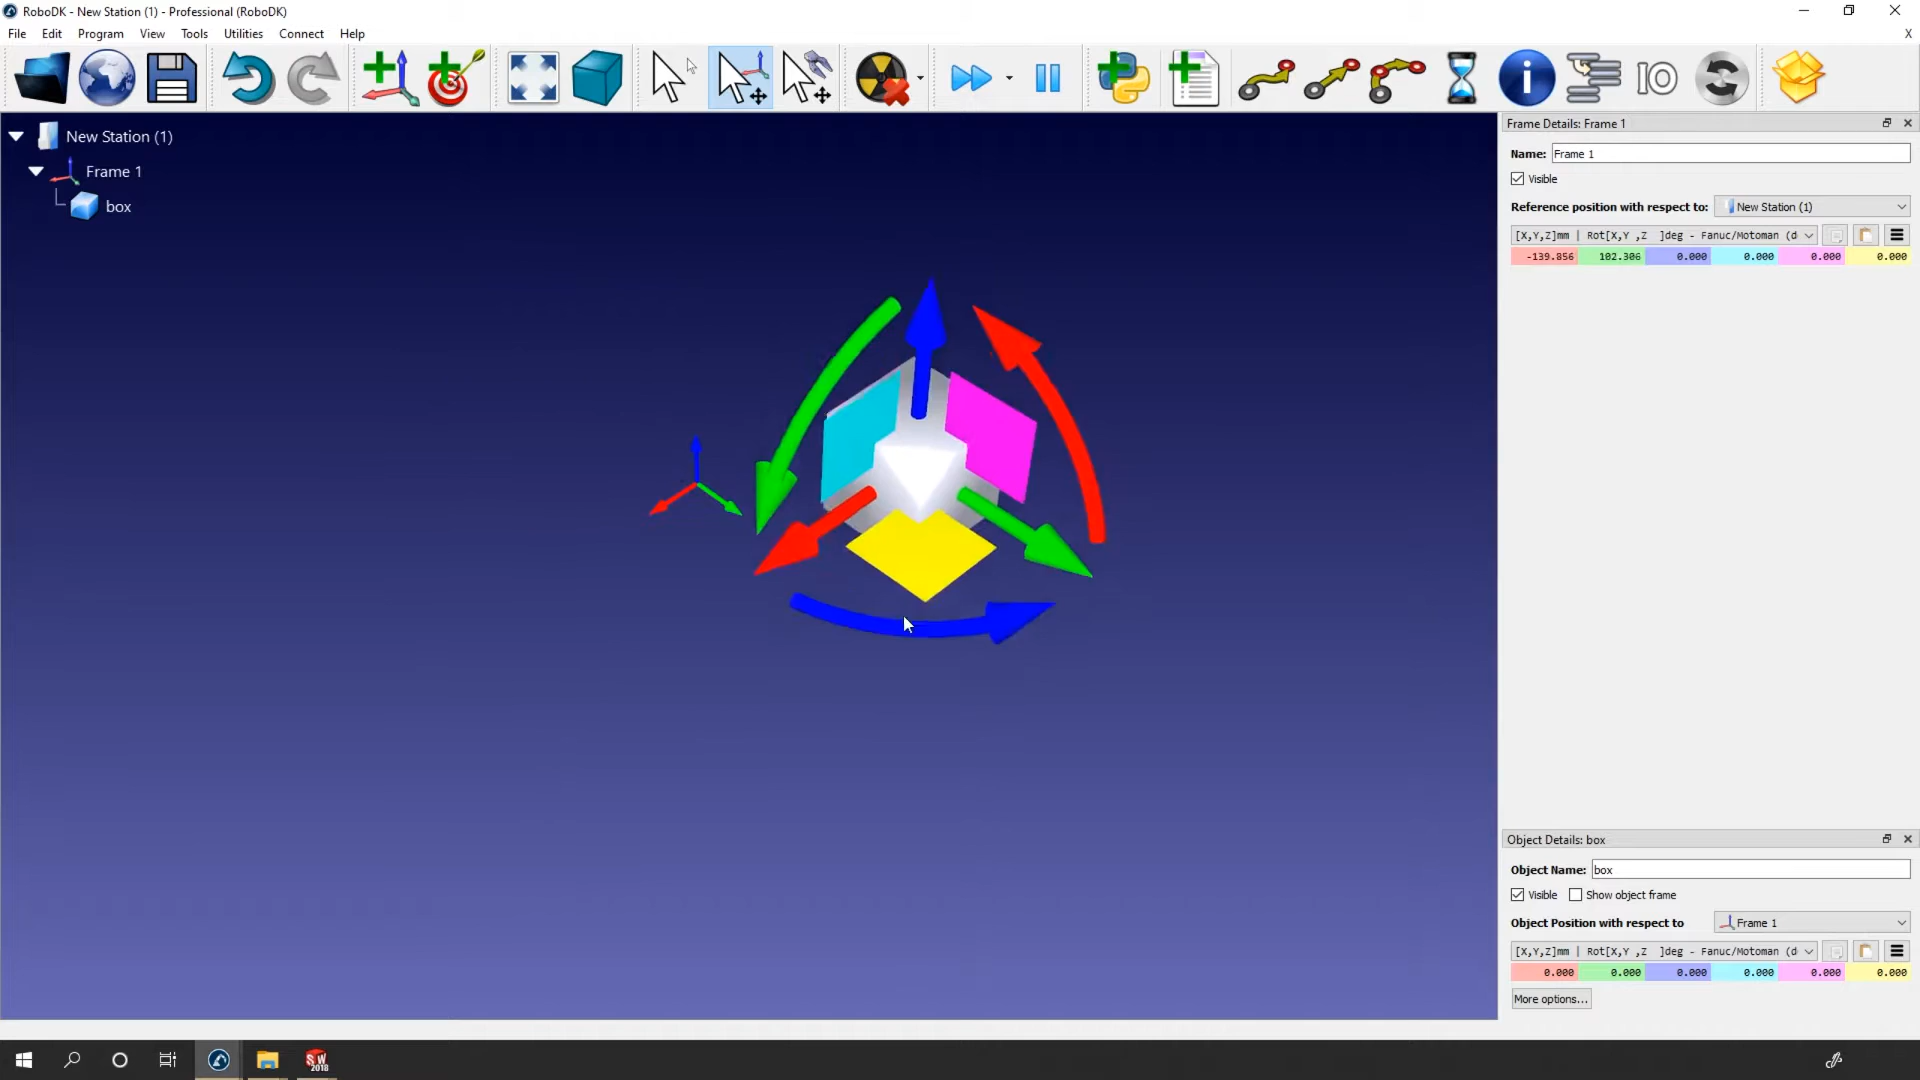 RoboDK - New Station (1) - Professional (RoboDK)
File Edit Program View Tools Utilities Connect Help
X
IO
New Station (1)
Frame 1
box
Frame Details: Frame 1
Name: Frame 1
Visible
Reference position with respect to: New Station (1)
[X,Y,Z]mm | Rot[X,Y ,Z ]deg - Fanuc/Motoman (d
-139.856 102.306 0.000 0.000 0.000 0.000
Object Details: box
Object Name: box
Visible Show object frame
Object Position with respect to Frame 1
[X,Y,Z]mm | Rot[X,Y ,Z ]deg - Fanuc/Motoman (d
0.000 0.000 0.000 0.000 0.000 0.000
More options...
SW
2018